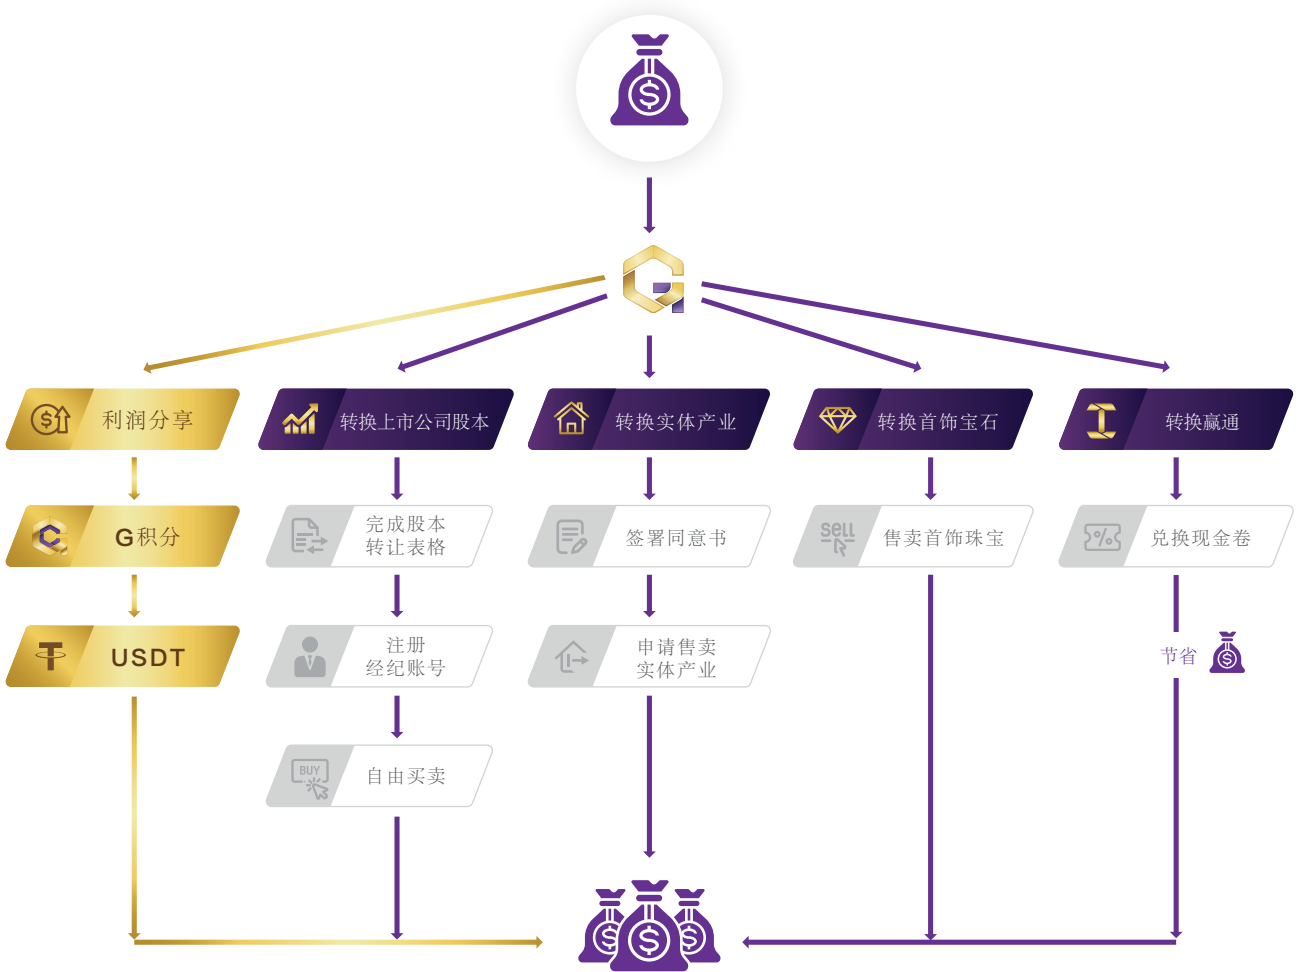 利润分享
转换上市公司股本
转换实体产业
转换首饰宝石
转换赢通
G积分
完成股本
转让表格
签署同意书
sell
售卖首饰珠宝
%
兑换现金卷
USDT
注册
经纪账号
申请售卖
实体产业
节省
BUY
自由买卖